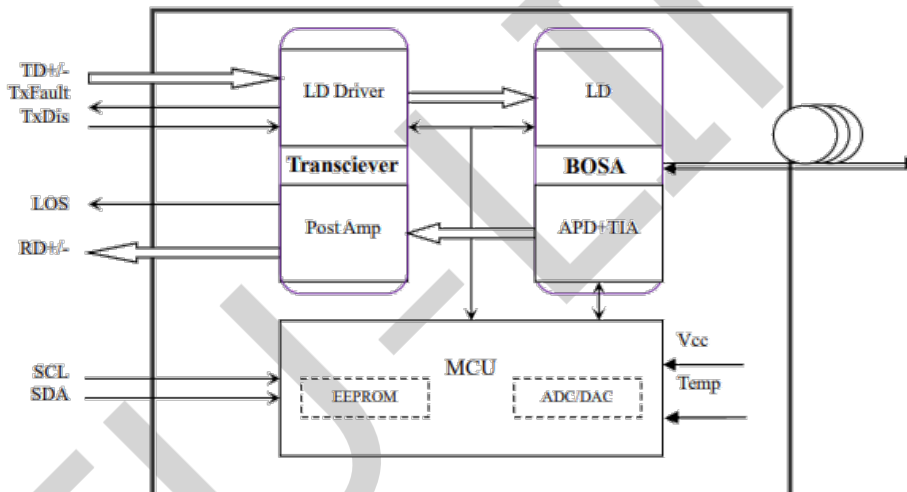 TD+/-
TxFault
TxDis
LD Driver
LD
Transciever
BOSA
LOS
RD+/-
Post Amp
APD+TIA
SCL
SDA
MCU
EEPROM
ADC/DAC
Vcc
Temp